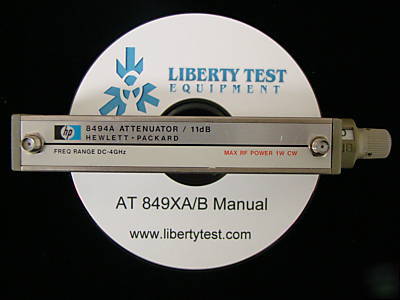 LIBERTY TEST
EQUIPMENT
hp
8494A ATTENUATOR / 11dB
HEWLETT - PACKARD
FREQ RANGE DC-4GHz
MAX RF POWER 1W CW
AT 849XA/B Manual
www.libertytest.com